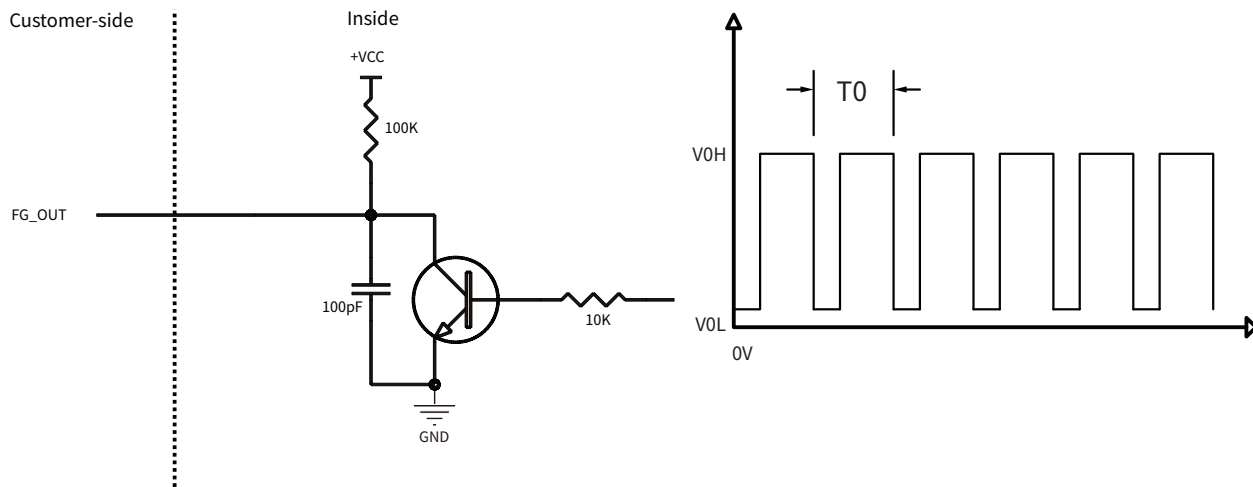 Customer-side
Inside
+VCC
100K
FG_OUT
100pF
10K
GND
T0
V0H
V0L
0V